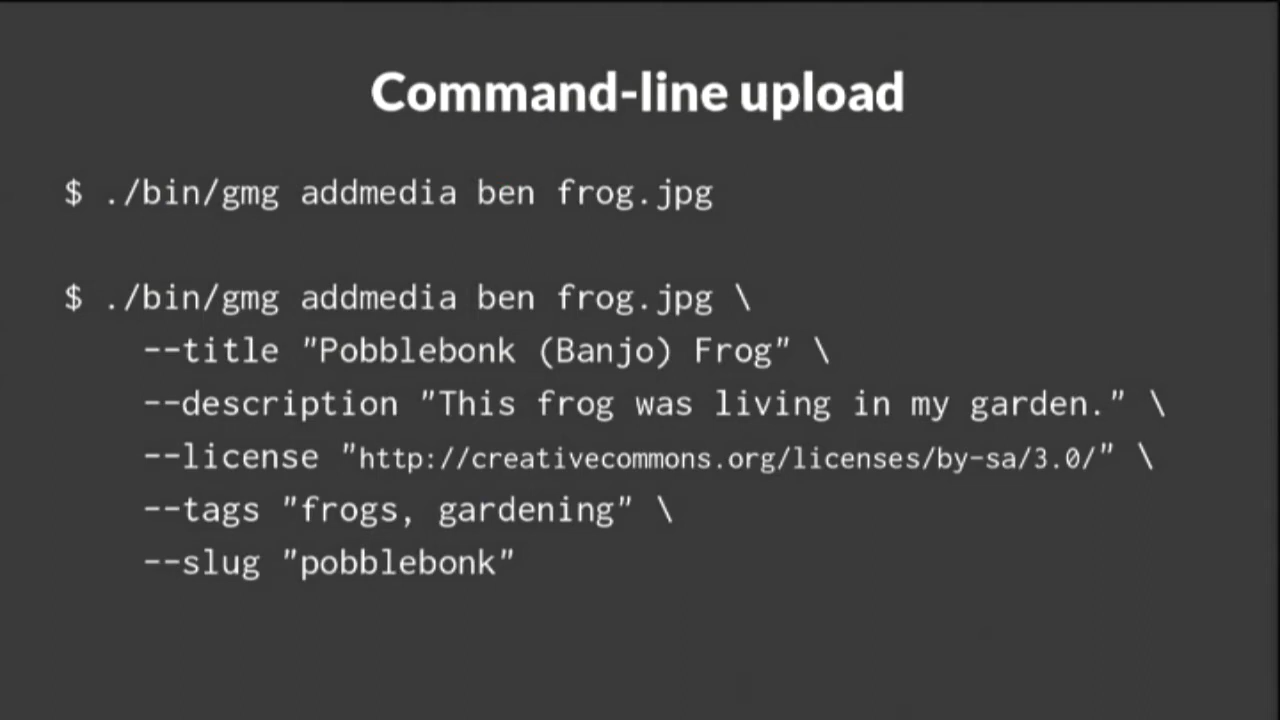 Command-line upload
$ ./bin/gmg addmedia ben frog.jpg
$ ./bin/gmg addmedia ben frog.jpg \
--title "Pobblebonk (Banjo) Frog" \
--description "This frog was living in my garden." \
--license "http://creativecommons.org/licenses/by-sa/3.0/" \
--tags "frogs, gardening" \
--slug "pobblebonk"